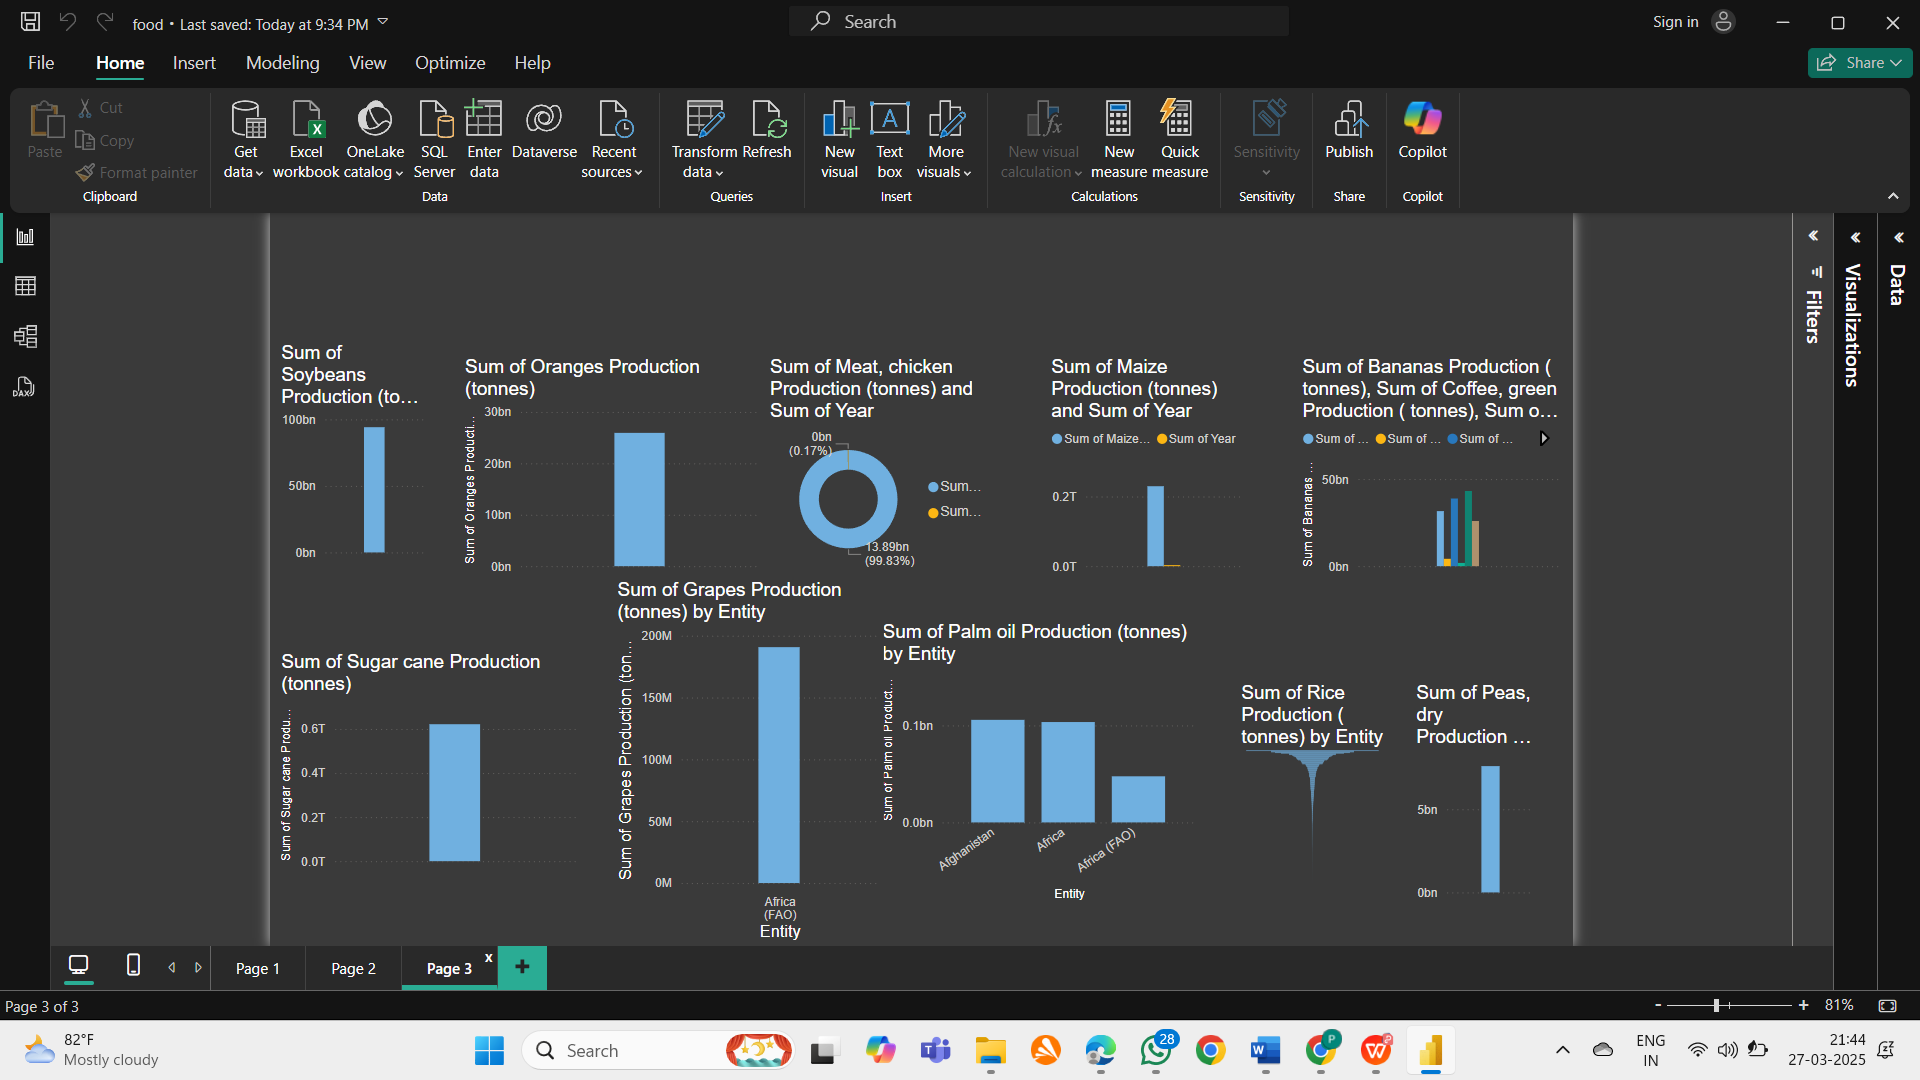 food • Last saved: Today at 9:34 PM
Search
Sign in
File
Home
Insert
Modeling
View
Optimize
Help
Share
Paste
Cut
Copy
Format painter
Clipboard
Get data
Excel workbook
OneLake catalog
SQL Server
Enter data
Dataverse
Recent sources
Data
Transform data
Refresh
Queries
New visual
Text box
More visuals
Insert
New visual calculation
New measure
Quick measure
Calculations
Sensitivity
Sensitivity
Publish
Share
Copilot
Copilot
Filters
Visualizations
Data
Sum of
Soybeans
Production (to...
100bn
50bn
0bn
Sum of Oranges Production
(tonnes)
Sum of Oranges Producti...
30bn
20bn
10bn
0bn
Sum of Meat, chicken
Production (tonnes) and
Sum of Year
0bn
(0.17%)
13.89bn
(99.83%)
Sum...
Sum...
Sum of Maize
Production (tonnes)
and Sum of Year
Sum of Maize... Sum of Year
0.2T
0.0T
Sum of Bananas Production (
tonnes), Sum of Coffee, green
Production ( tonnes), Sum o...
Sum of ... Sum of ... Sum of ...
Sum of Bananas ...
50bn
0bn
Sum of Sugar cane Production
(tonnes)
Sum of Sugar cane Produ...
0.6T
0.4T
0.2T
0.0T
Sum of Grapes Production
(tonnes) by Entity
Sum of Grapes Production (ton...
200M
150M
100M
50M
0M
Africa
(FAO)
Entity
Sum of Palm oil Production (tonnes)
by Entity
Sum of Palm oil Product...
0.1bn
0.0bn
Afghanistan
Africa
Africa (FAO)
Entity
Sum of Rice
Production (
tonnes) by Entity
Sum of Peas,
dry
Production ...
5bn
0bn
Page 1
Page 2
Page 3
x
Page 3 of 3
- + 81%
82°F
Mostly cloudy
Search
28
P
ENG
IN
21:44
27-03-2025